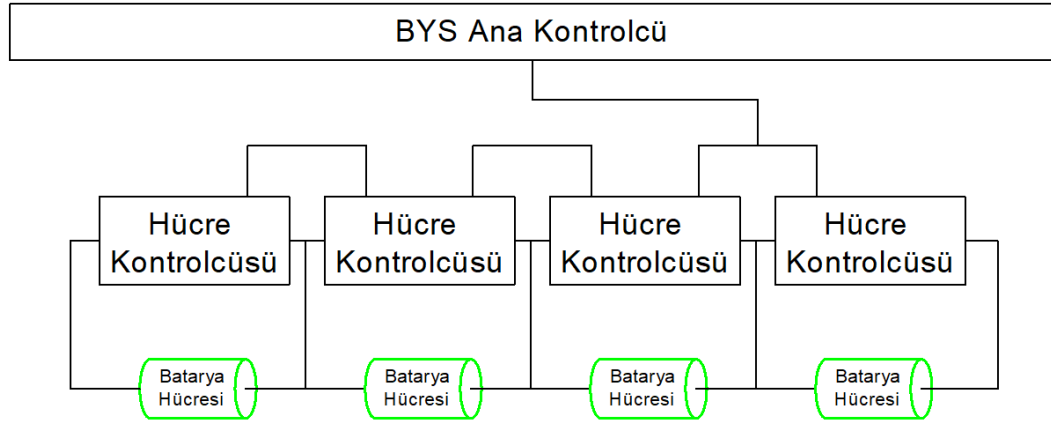 BYS Ana Kontrolcü
Hücre
Kontrolcüsü
Hücre
Kontrolcüsü
Hücre
Kontrolcüsü
Hücre
Kontrolcüsü
Batarya
Hücresi
Batarya
Hücresi
Batarya
Hücresi
Batarya
Hücresi